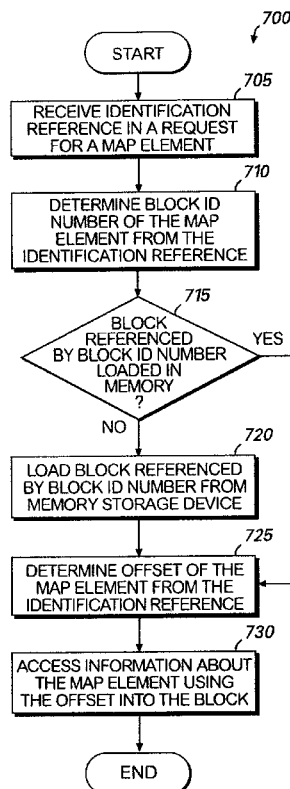 700
START
705
RECEIVE IDENTIFICATION
REFERENCE IN A REQUEST
FOR A MAP ELEMENT
710
DETERMINE BLOCK ID
NUMBER OF THE MAP
ELEMENT FROM THE
IDENTIFICATION REFERENCE
715
BLOCK
REFERENCED
BY BLOCK ID NUMBER
LOADED IN
MEMORY
?
YES
NO
720
LOAD BLOCK REFERENCED
BY BLOCK ID NUMBER FROM
MEMORY STORAGE DEVICE
725
DETERMINE OFFSET OF THE
MAP ELEMENT FROM THE
IDENTIFICATION REFERENCE
730
ACCESS INFORMATION ABOUT
THE MAP ELEMENT USING
THE OFFSET INTO THE BLOCK
END